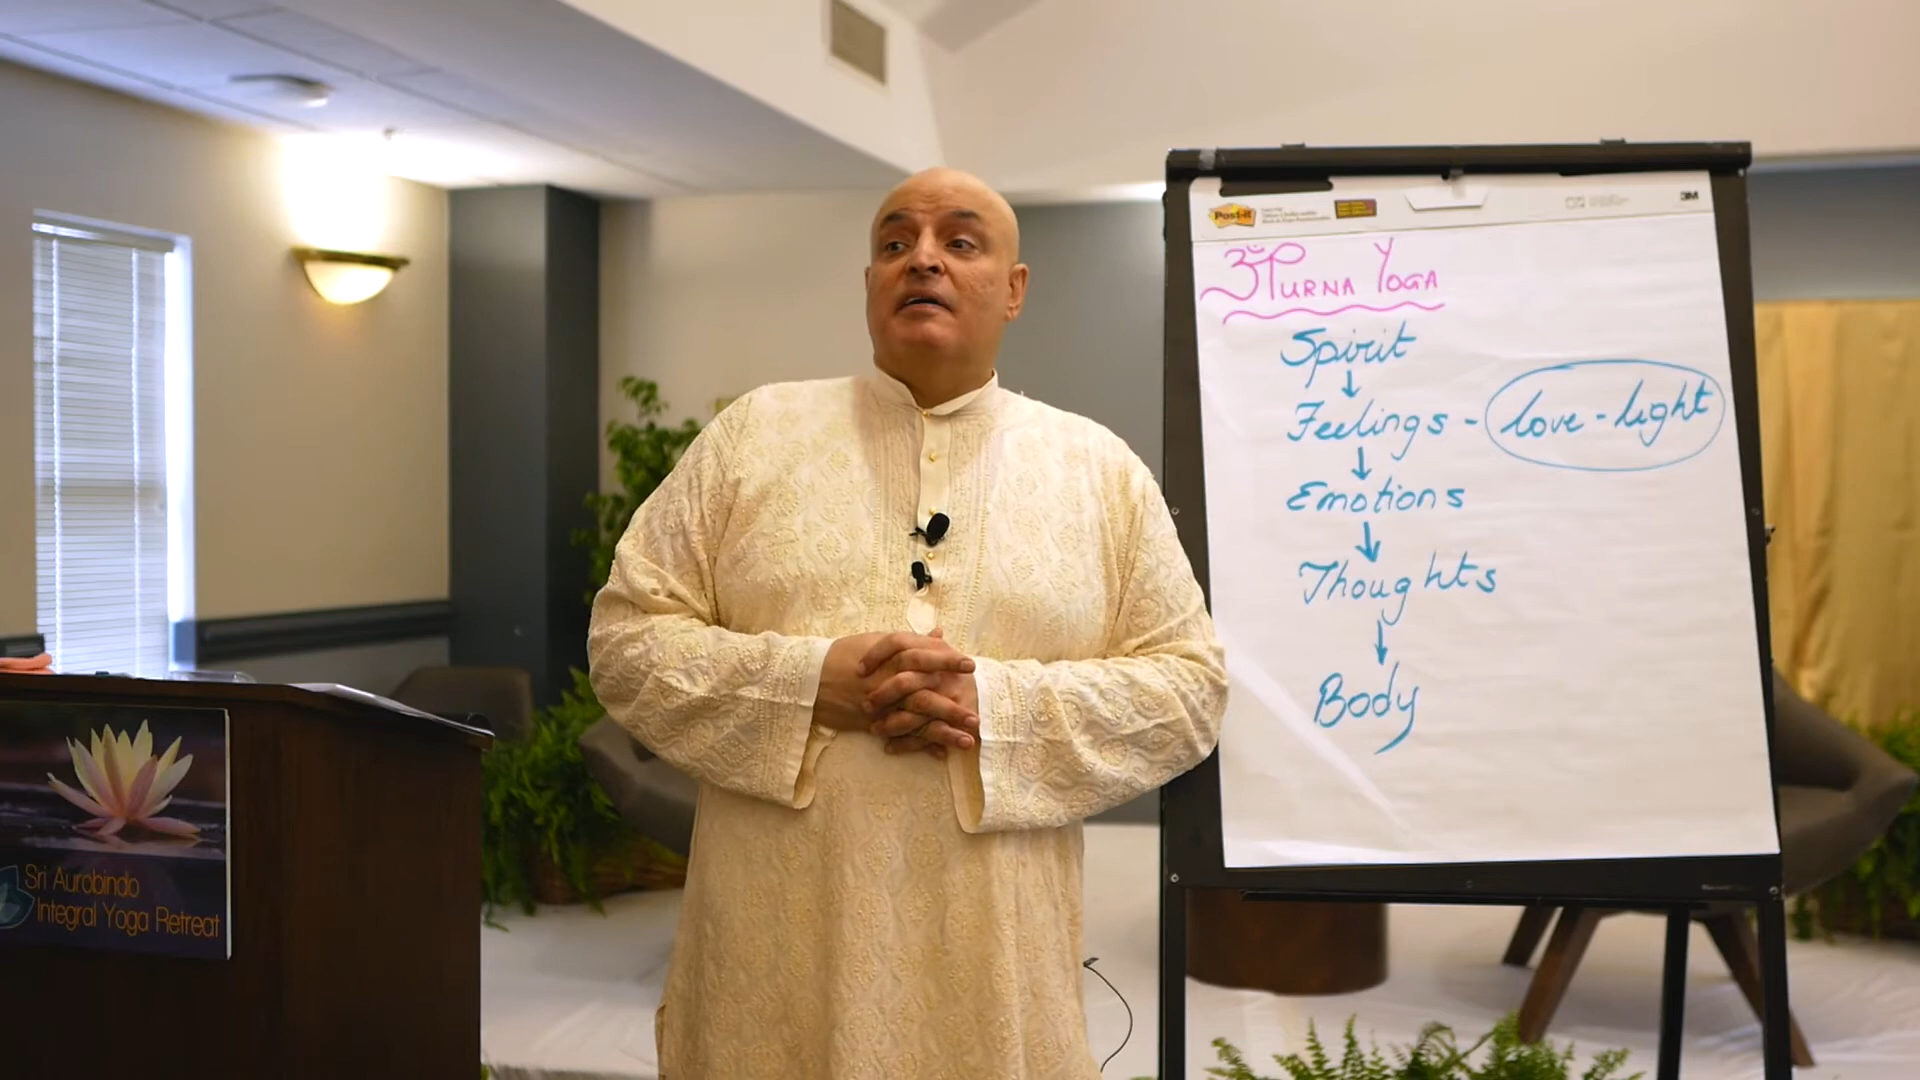 Post-it
3M
ॐ PURNA YOGA
Spirit
↓
Feelings - love - light
↓
Emotions
↓
Thoughts
↓
Body
Sri Aurobindo
Integral Yoga Retreat